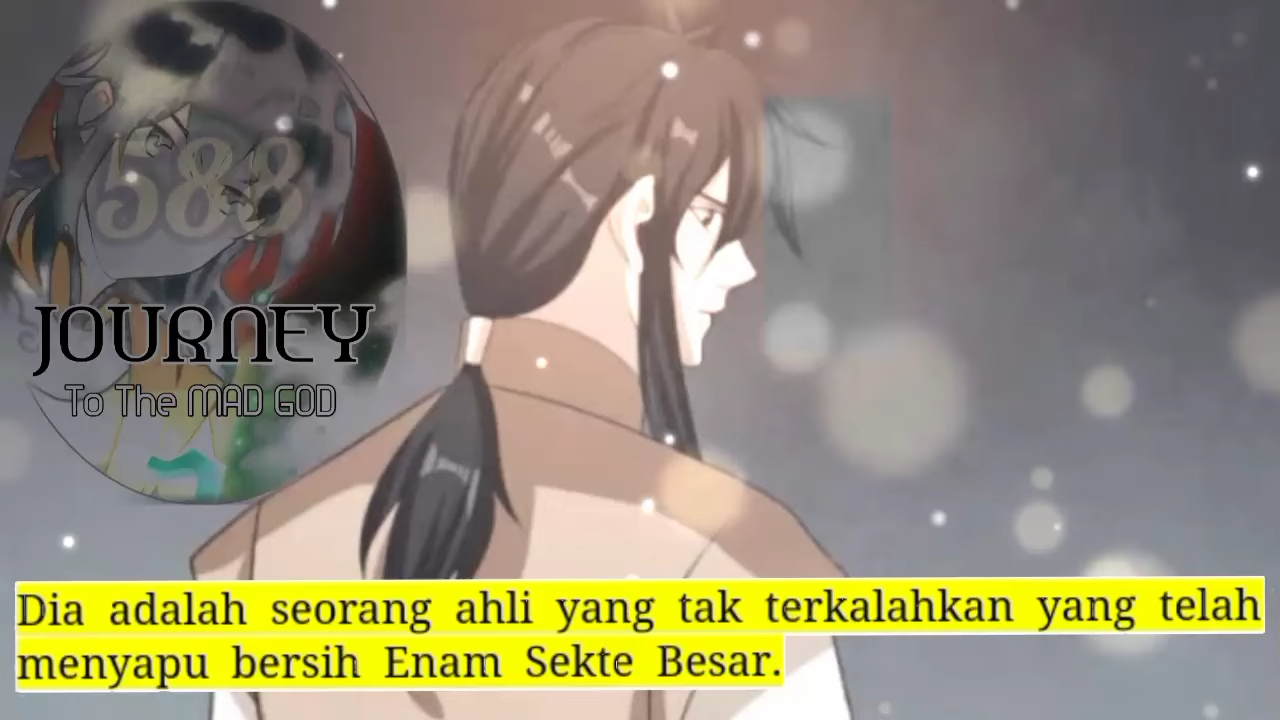 588
JOURNEY
To The MAD GOD
Dia adalah seorang ahli yang tak terkalahkan yang telah
menyapu bersih Enam Sekte Besar.